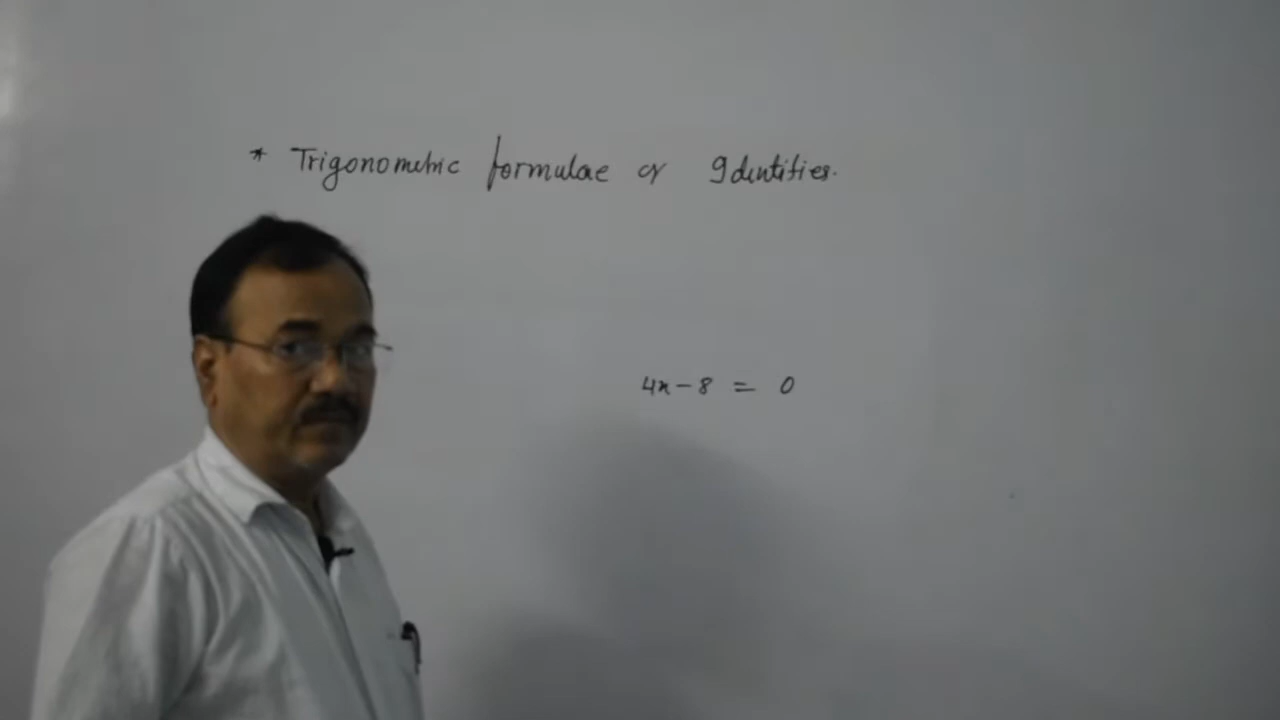 * Trigonometric formulae or Identities.
4x - 8 = 0